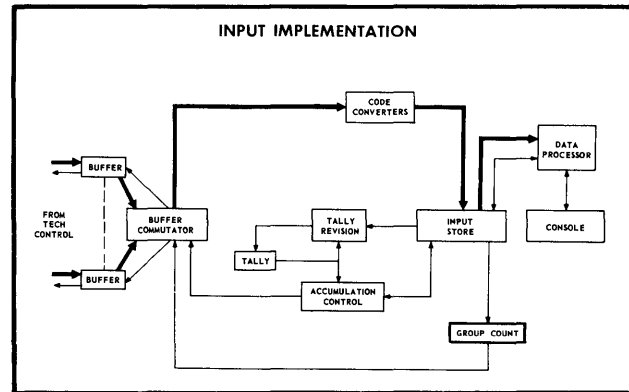 INPUT IMPLEMENTATION
CODE
CONVERTERS
DATA
PROCESSOR
BUFFER
FROM
TECH
CONTROL
BUFFER
COMMUTATOR
TALLY
REVISION
INPUT
STORE
CONSOLE
TALLY
BUFFER
ACCUMULATION
CONTROL
GROUP COUNT